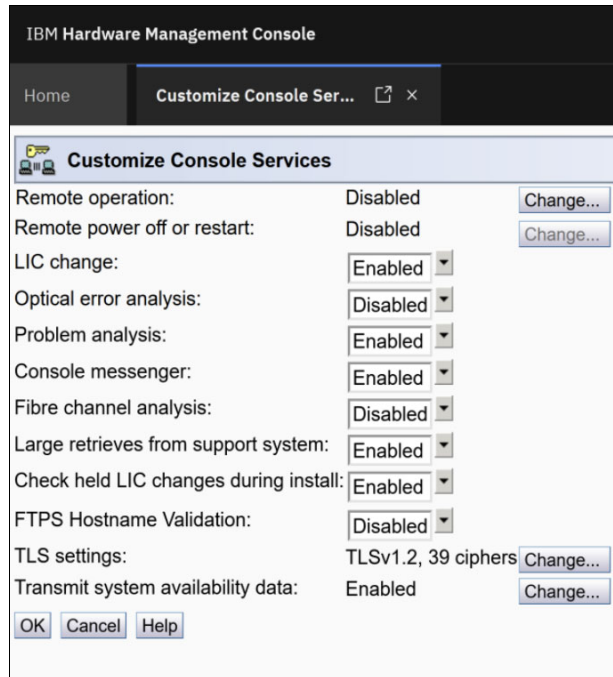 IBM Hardware Management Console
Home Customize Console Ser... ×
Customize Console Services
Remote operation: Disabled Change...
Remote power off or restart: Disabled Change...
LIC change: Enabled
Optical error analysis: Disabled
Problem analysis: Enabled
Console messenger: Enabled
Fibre channel analysis: Disabled
Large retrieves from support system: Enabled
Check held LIC changes during install: Enabled
FTPS Hostname Validation: Disabled
TLS settings: TLSv1.2, 39 ciphers Change...
Transmit system availability data: Enabled Change...
OK Cancel Help